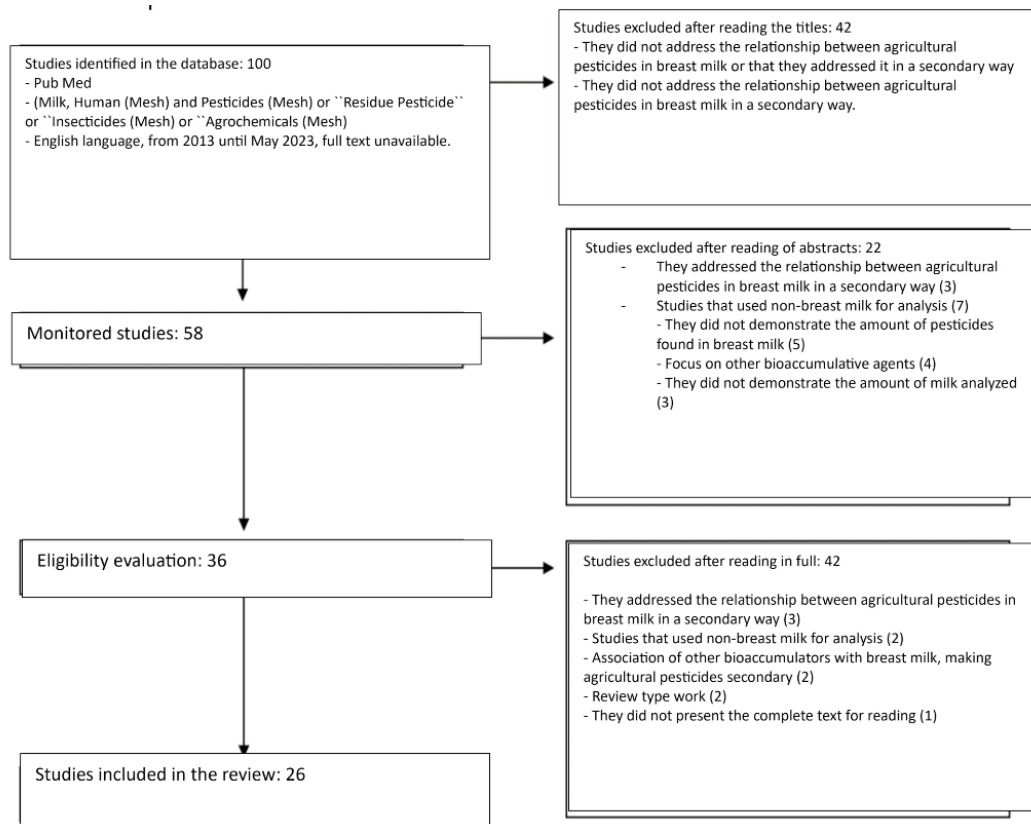 Studies identified in the database: 100
- Pub Med
- (Milk, Human (Mesh) and Pesticides (Mesh) or ``Residue Pesticide``
or ``Insecticides (Mesh) or ``Agrochemicals (Mesh)
- English language, from 2013 until May 2023, full text unavailable.
Studies excluded after reading the titles: 42
- They did not address the relationship between agricultural
pesticides in breast milk or that they addressed it in a secondary way
- They did not address the relationship between agricultural
pesticides in breast milk in a secondary way.
Monitored studies: 58
Studies excluded after reading of abstracts: 22
- They addressed the relationship between agricultural
pesticides in breast milk in a secondary way (3)
- Studies that used non-breast milk for analysis (7)
- They did not demonstrate the amount of pesticides
found in breast milk (5)
- Focus on other bioaccumulative agents (4)
- They did not demonstrate the amount of milk analyzed
(3)
Eligibility evaluation: 36
Studies excluded after reading in full: 42
- They addressed the relationship between agricultural pesticides in
breast milk in a secondary way (3)
- Studies that used non-breast milk for analysis (2)
- Association of other bioaccumulators with breast milk, making
agricultural pesticides secondary (2)
- Review type work (2)
- They did not present the complete text for reading (1)
Studies included in the review: 26